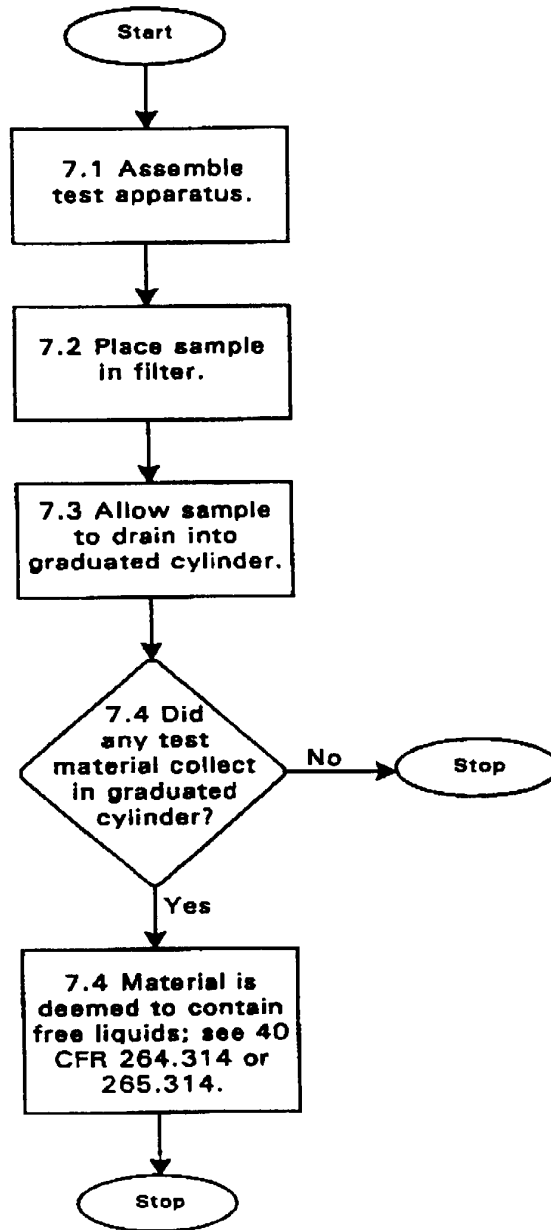 Start
7.1 Assemble
test apparatus.
7.2 Place sample
in filter.
7.3 Allow sample
to drain into
graduated cylinder.
7.4 Did
any test
material collect
in graduated
cylinder?
No
Stop
Yes
7.4 Material is
deemed to contain
free liquids; see 40
CFR 264.314 or
265.314.
Stop